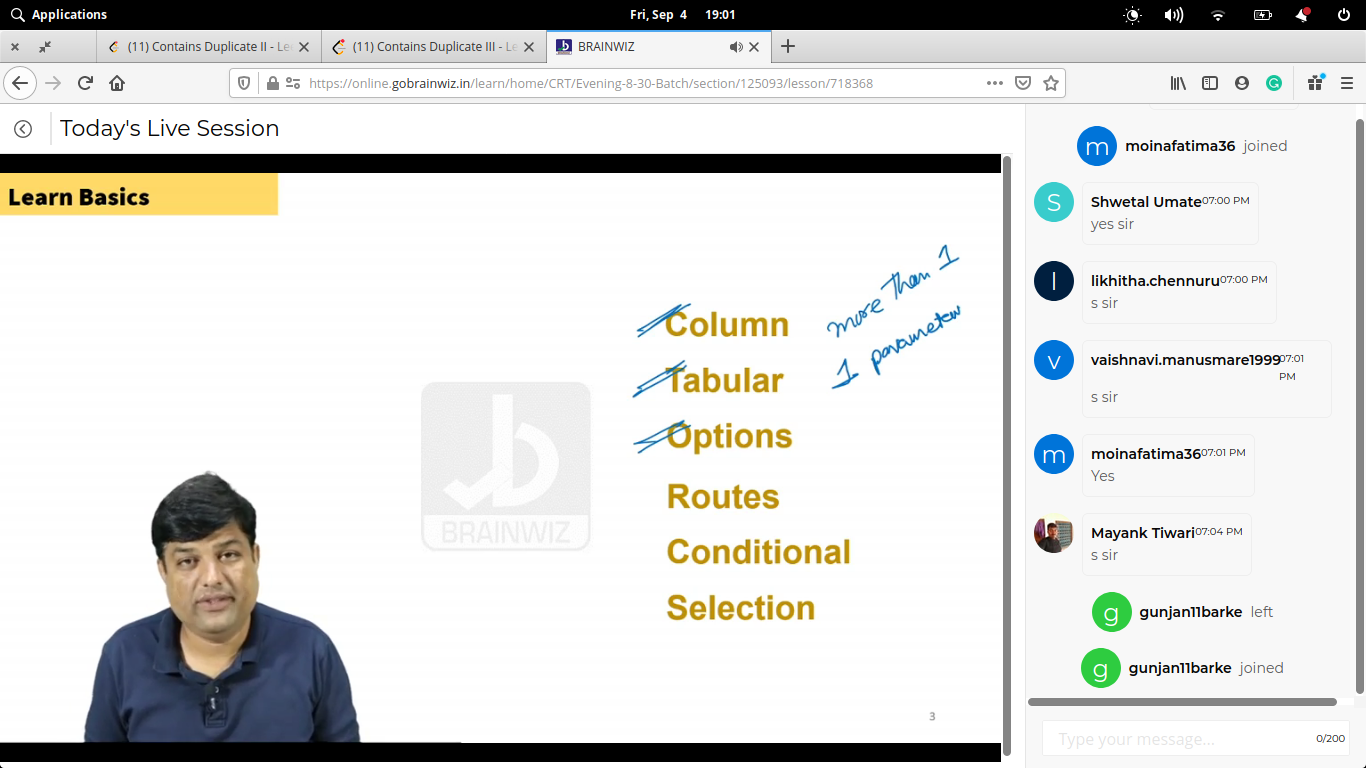 Applications
Fri, Sep 4 19:01
(11) Contains Duplicate II - Le
(11) Contains Duplicate III - Le
BRAINWIZ
https://online.gobrainwiz.in/learn/home/CRT/Evening-8-30-Batch/section/125093/lesson/718368
Today's Live Session
Learn Basics
Column
Tabular
Options
Routes
Conditional
Selection
more than 1
1 parameter
BRAINWIZ
3
m
moinafatima36 joined
S
Shwetal Umate 07:00 PM
yes sir
l
likhitha.chennuru 07:00 PM
s sir
v
vaishnavi.manusmare1999 07:01
PM
s sir
m
moinafatima36 07:01 PM
Yes
Mayank Tiwari 07:04 PM
s sir
g
gunjan11barke left
g
gunjan11barke joined
Type your message...
0/200